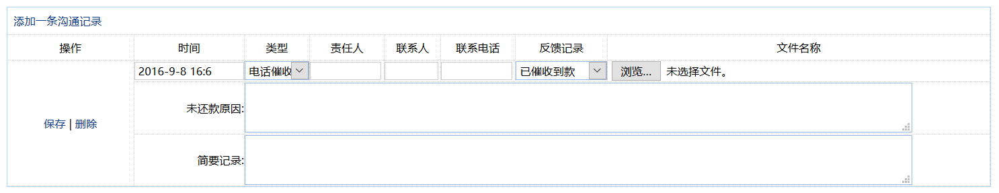 添加一条沟通记录
操作 时间 类型 责任人 联系人 联系电话 反馈记录 文件名称
2016-9-8 16:6 电话催收 已催收到款 浏览... 未选择文件。
未还款原因:
保存 | 删除
简要记录: